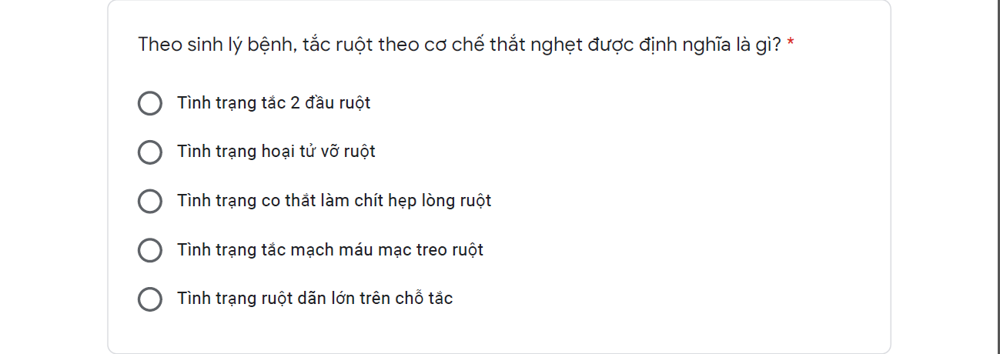 Theo sinh lý bệnh, tắc ruột theo cơ chế thắt nghẹt được định nghĩa là gì? *
Tình trạng tắc 2 đầu ruột
Tình trạng hoại tử vỡ ruột
Tình trạng co thắt làm chít hẹp lòng ruột
Tình trạng tắc mạch máu mạc treo ruột
Tình trạng ruột dãn lớn trên chỗ tắc